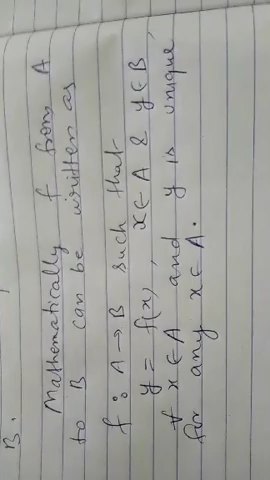 B.
Mathematically f from A
to B can be written as
f : A → B such that
y = f(x), x ∈ A & y ∈ B,
∀ x ∈ A and y is unique
for any x ∈ A.